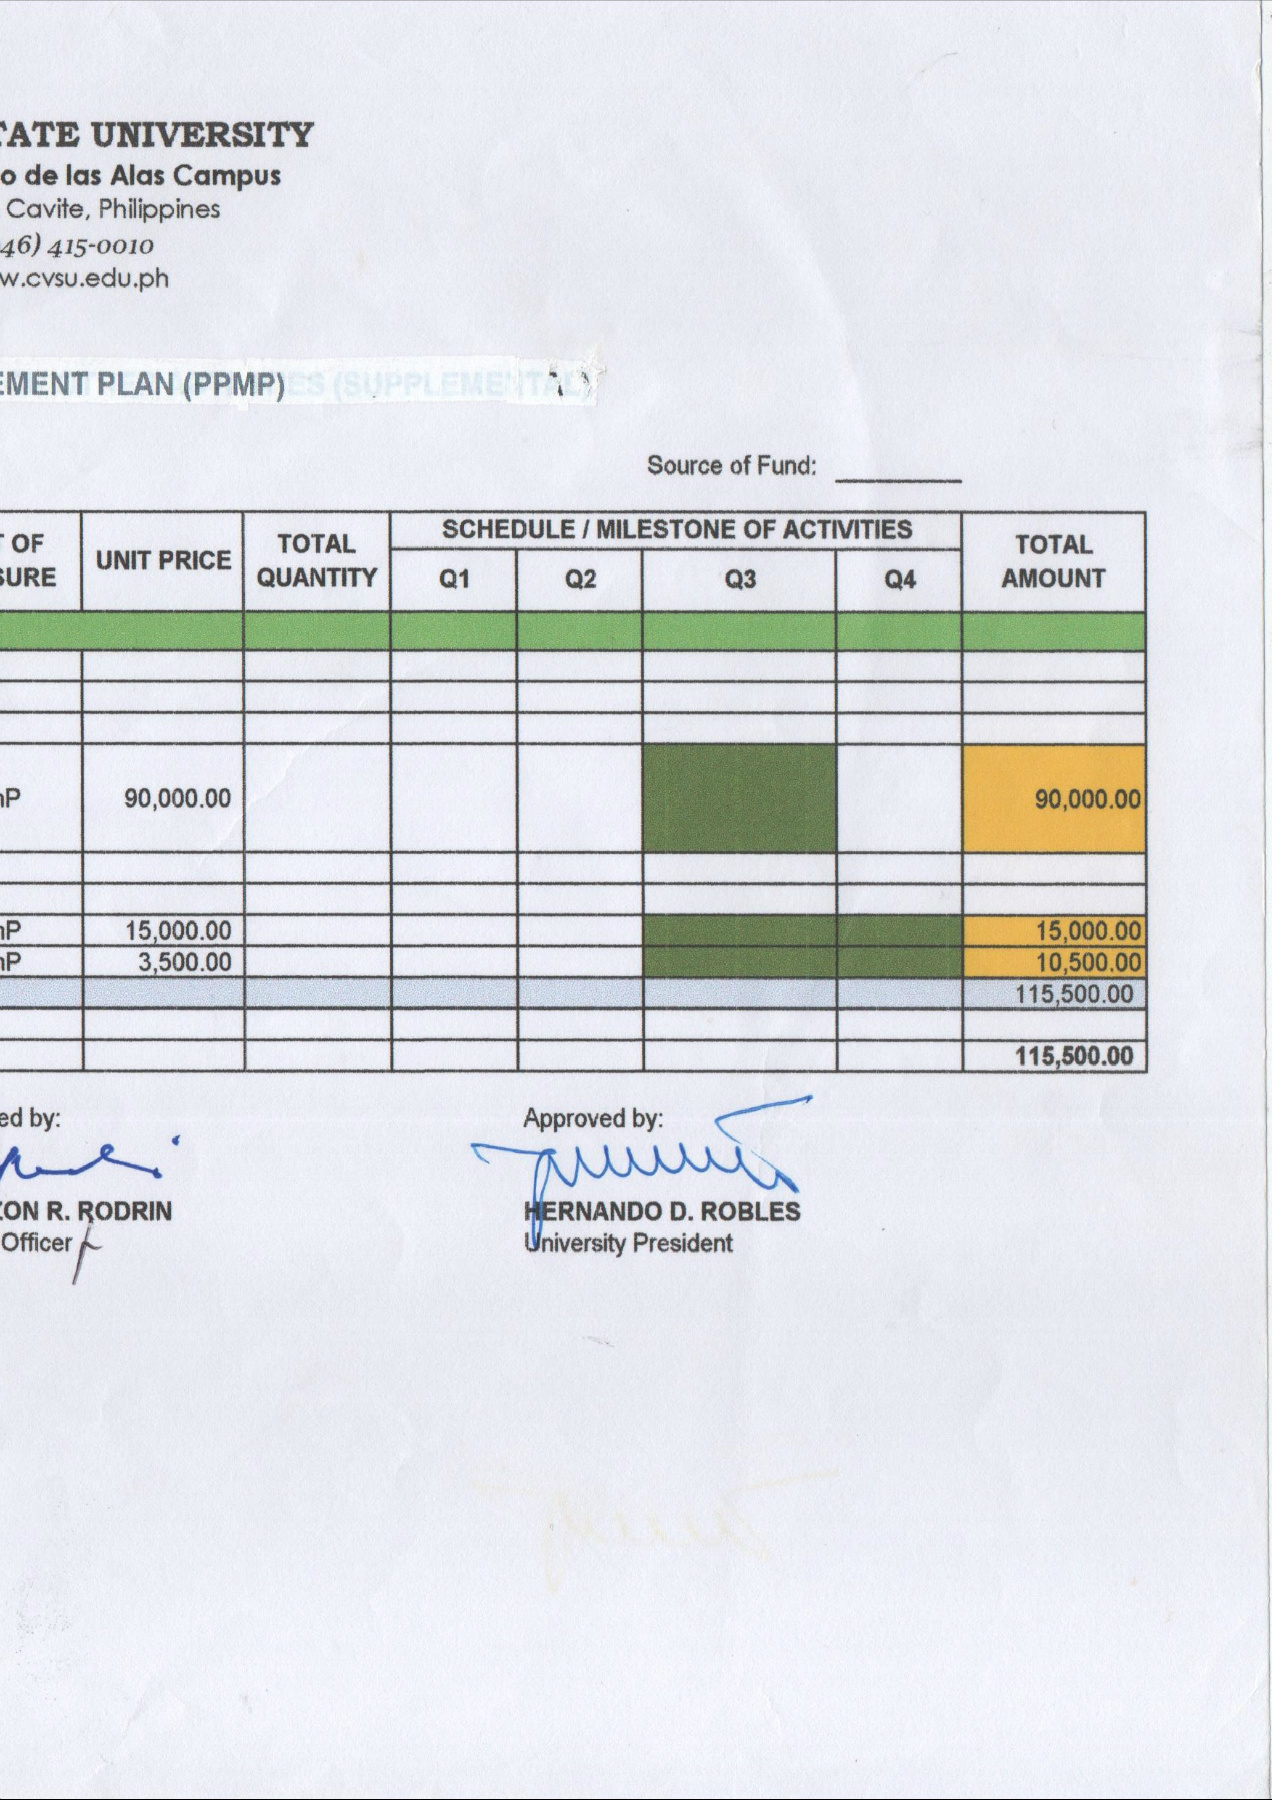 TATE UNIVERSITY
o de las Alas Campus
Cavite, Philippines
46) 415-0010
w.cvsu.edu.ph
EMENT PLAN (PPMP) ES (SUPPLEMENTAL)
Source of Fund:
T OF SURE UNIT PRICE TOTAL QUANTITY SCHEDULE / MILESTONE OF ACTIVITIES TOTAL AMOUNT
Q1 Q2 Q3 Q4
nP 90,000.00 90,000.00
nP 15,000.00 15,000.00
nP 3,500.00 10,500.00
115,500.00
115,500.00
ed by: Approved by:
ZON R. RODRIN HERNANDO D. ROBLES
Officer University President